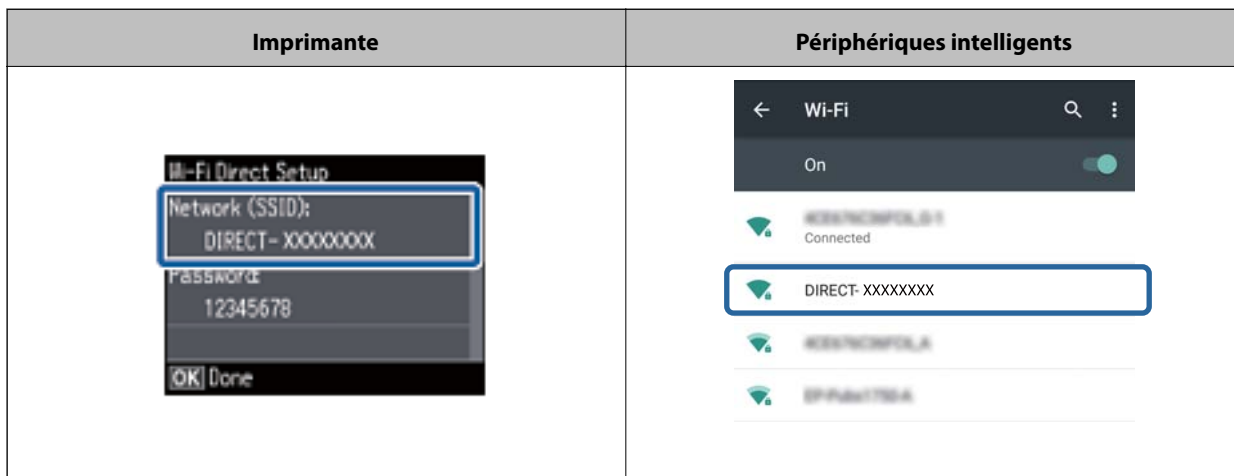 Imprimante
Périphériques intelligents
Wi-Fi Direct Setup
Network (SSID):
DIRECT- XXXXXXXX
Password:
12345678
OK Done
Wi-Fi
On
Connected
DIRECT- XXXXXXXX